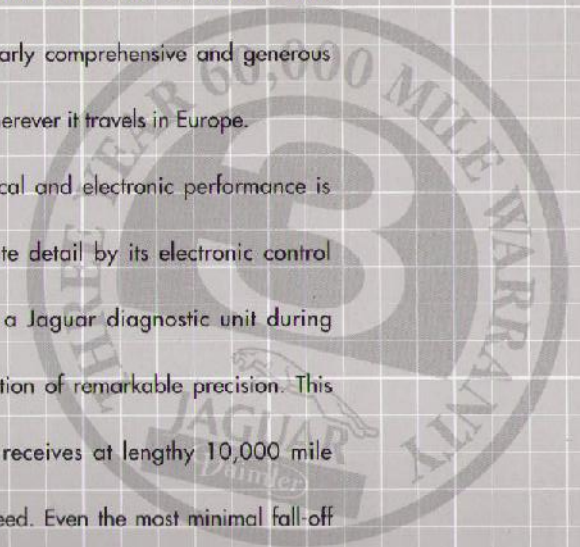 arly comprehensive and generous
erever it travels in Europe.
cal and electronic performance is
te detail by its electronic control
a Jaguar diagnostic unit during
tion of remarkable precision. This
receives at lengthy 10,000 mile
eed. Even the most minimal fall-off
THREE YEAR 60,000 MILE WARRANTY
3
JAGUAR
Daimler